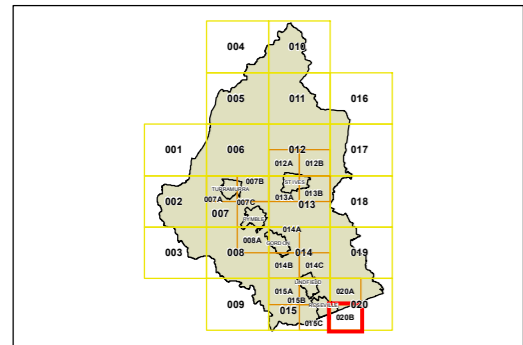 004 010
005 011 016
001 006 012 017
012A 012B
007B ST IVES
TURRAMURRA
002 007A 007C 013A 013B 018
007 PYMBLE 013
014A
008A GORDON
003 008 014 019
014B 014C
LINDFIELD
015A 020A
009 015B ROSEVILLE 020
015 020B
015C